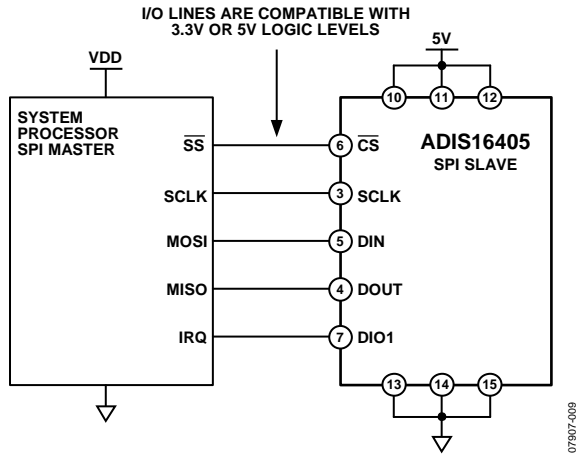 I/O LINES ARE COMPATIBLE WITH
3.3V OR 5V LOGIC LEVELS
VDD
5V
10
11
12
SYSTEM
PROCESSOR
SPI MASTER
ADIS16405
SPI SLAVE
SS
6
CS
SCLK
3
SCLK
MOSI
5
DIN
MISO
4
DOUT
IRQ
7
DIO1
13
14
15
07907-009